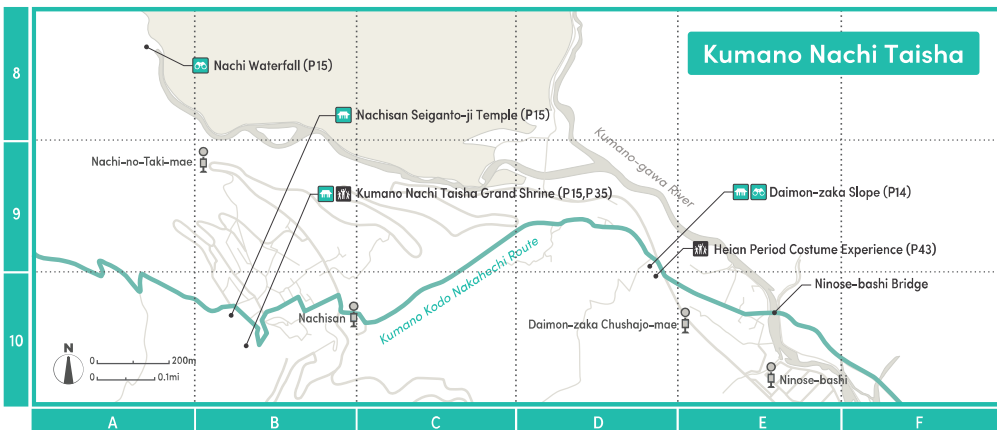 Kumano Nachi Taisha
8
Nachi Waterfall (P15)
Nachisan Seiganto-ji Temple (P15)
Kumano-gawa River
Nachi-no-Taki-mae
9
Kumano Nachi Taisha Grand Shrine (P15,P35)
Daimon-zaka Slope (P14)
Heian Period Costume Experience (P43)
Kumano Kodo Nakahechi Route
Ninose-bashi Bridge
Nachisan
Daimon-zaka Chushajo-mae
10
N
0 200m
0 0.1mi
Ninose-bashi
A B C D E F